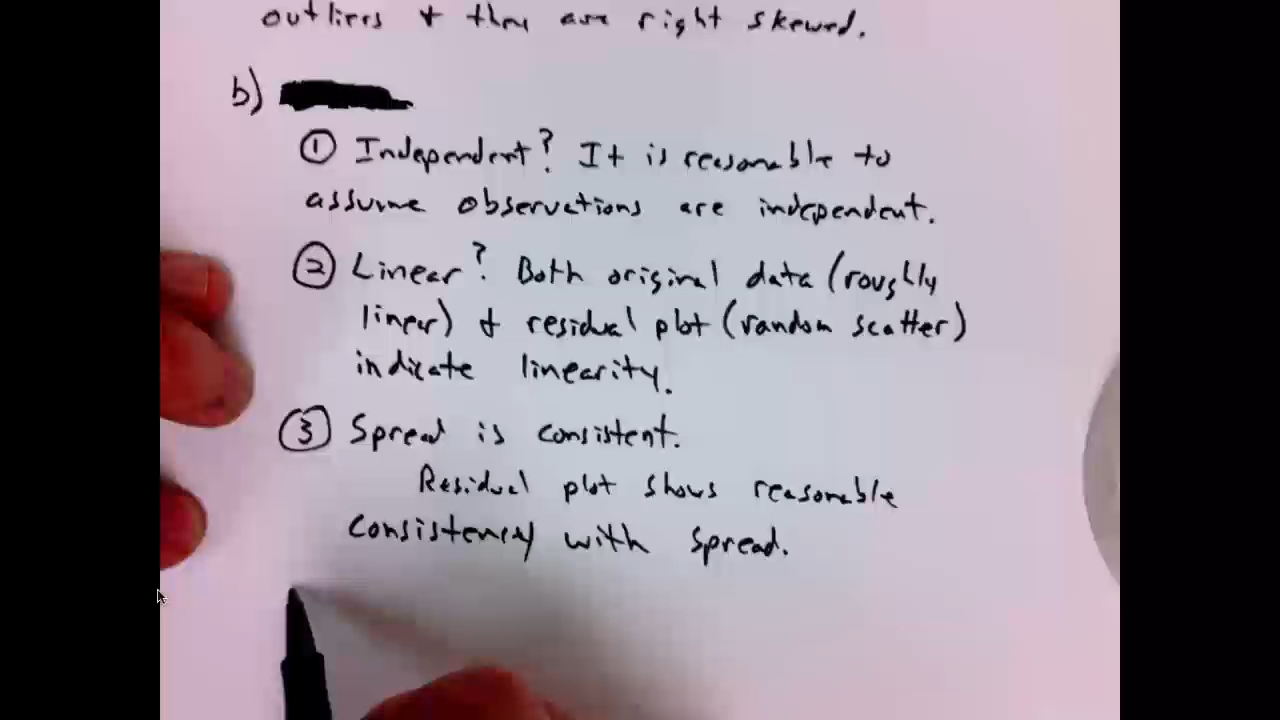 outliers + they are right skewed.
b)
① Independent? It is reasonable to
assume observations are independent.
② Linear? Both original data (roughly
linear) + residual plot (random scatter)
indicate linearity.
③ Spread is consistent.
Residual plot shows reasonable
consistency with spread.